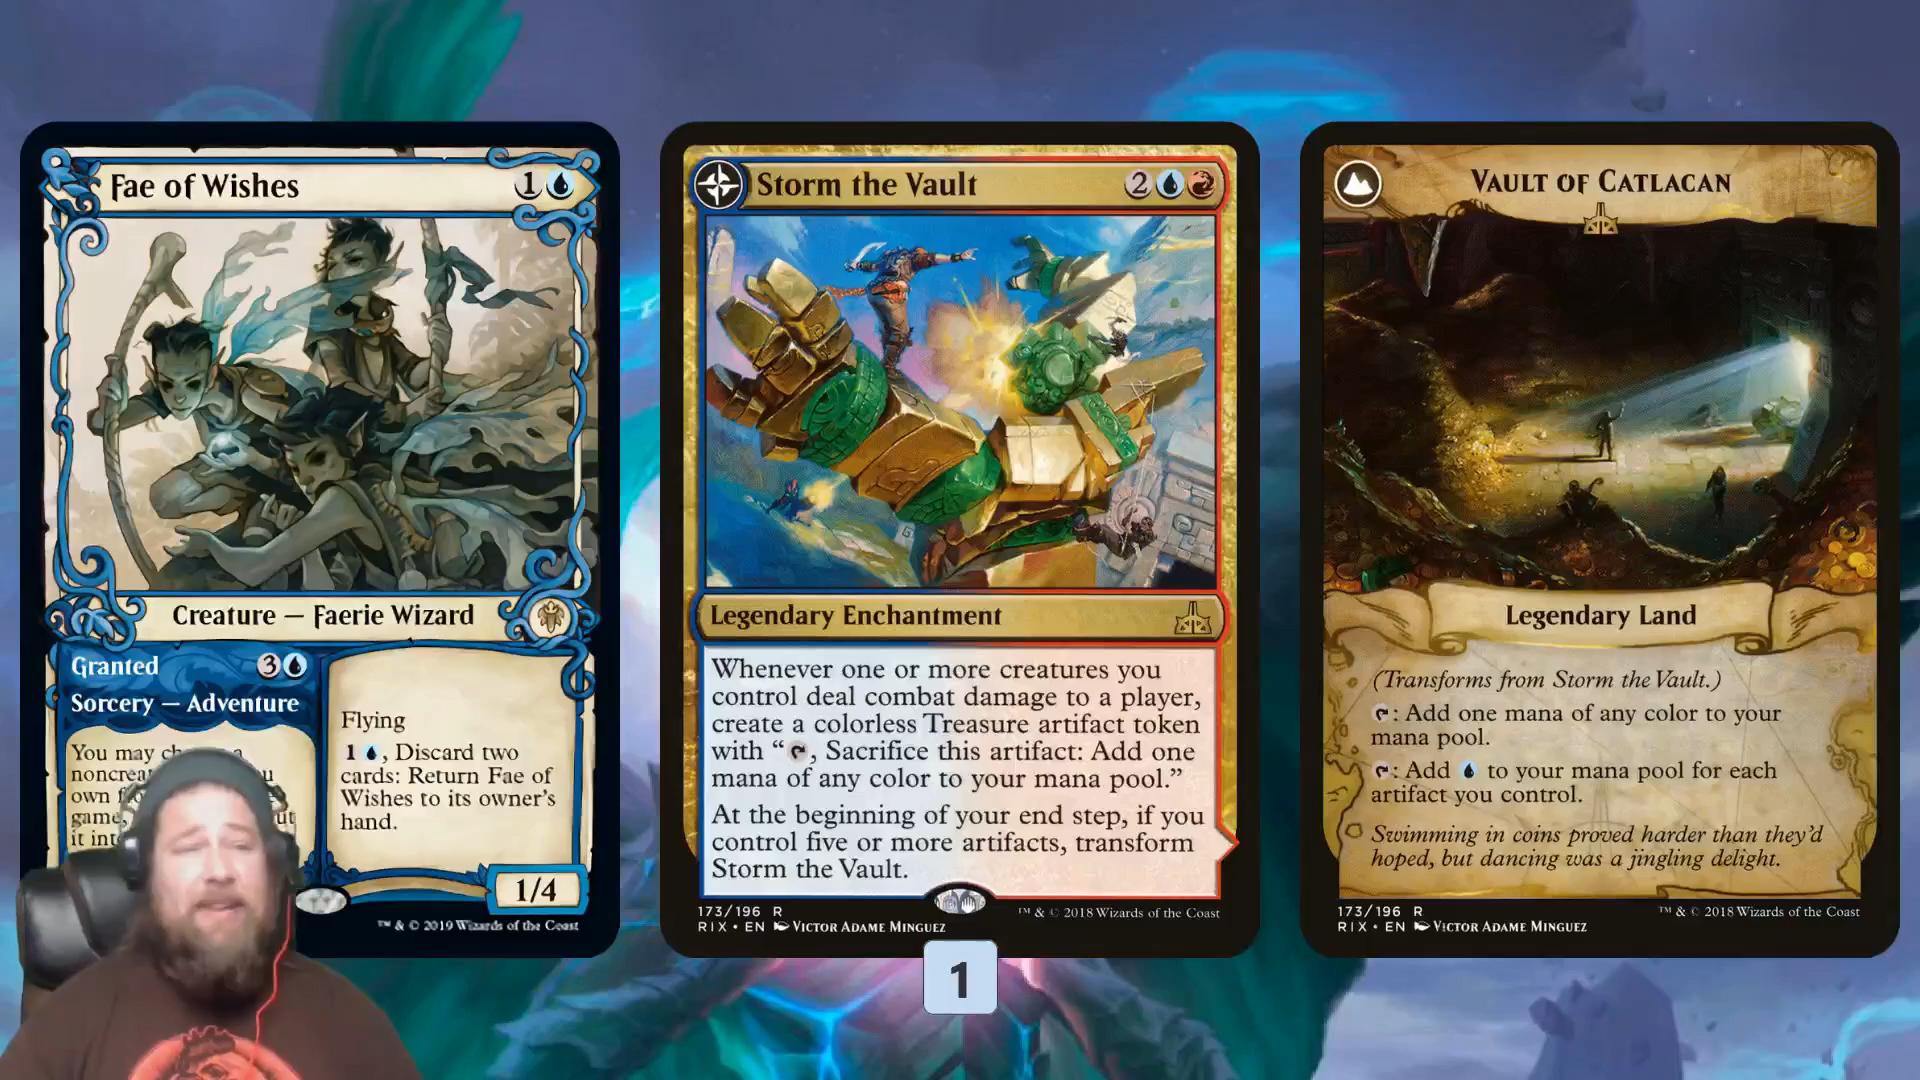 Fae of Wishes
1
Creature — Faerie Wizard
Granted
3
Sorcery — Adventure
You may
a
noncrea
own
game,
it
Flying
1 , Discard two
cards: Return Fae of
Wishes to its owner's
hand.
1/4
™ & © 2019 Wizards of the Coast
Storm the Vault
2
Legendary Enchantment
Whenever one or more creatures you
control deal combat damage to a player,
create a colorless Treasure artifact token
with “ , Sacrifice this artifact: Add one
mana of any color to your mana pool.”
At the beginning of your end step, if you
control five or more artifacts, transform
Storm the Vault.
173/196 R
RIX • EN VICTOR ADAME MINGUEZ
™ & © 2018 Wizards of the Coast
1
VAULT OF CATLACAN
Legendary Land
(Transforms from Storm the Vault.)
: Add one mana of any color to your
mana pool.
: Add to your mana pool for each
artifact you control.
Swimming in coins proved harder than they'd
hoped, but dancing was a jingling delight.
173/196 R
RIX • EN VICTOR ADAME MINGUEZ
™ & © 2018 Wizards of the Coast